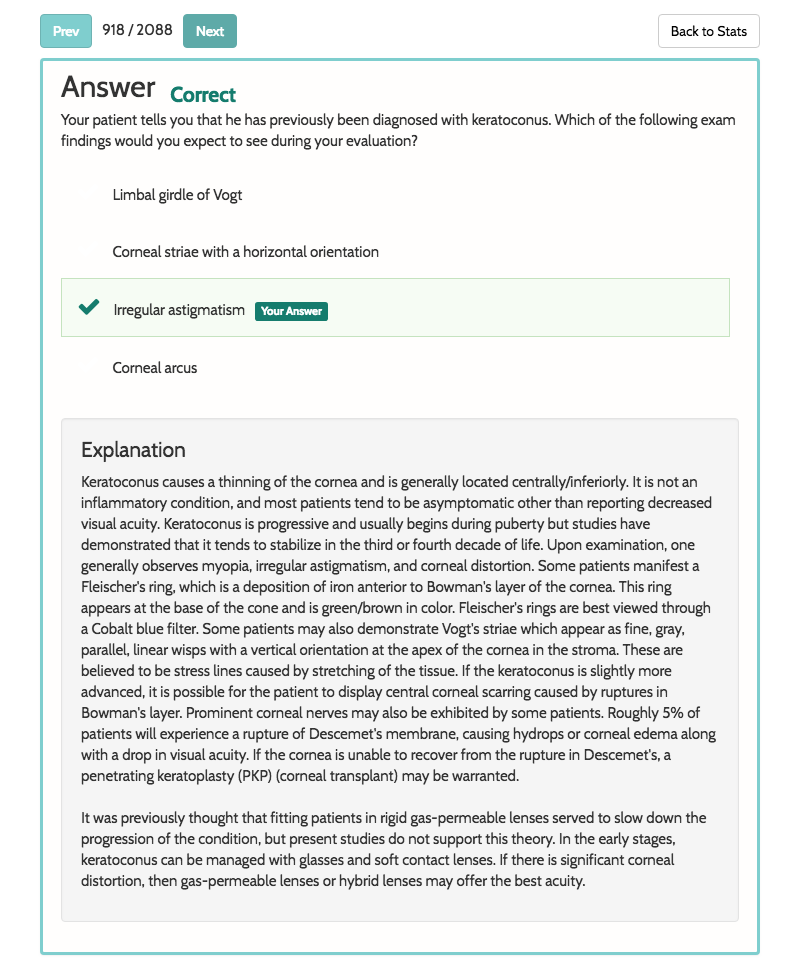 Prev 918 / 2088 Next Back to Stats
Answer Correct
Your patient tells you that he has previously been diagnosed with keratoconus. Which of the following exam
findings would you expect to see during your evaluation?
Limbal girdle of Vogt
Corneal striae with a horizontal orientation
Irregular astigmatism Your Answer
Corneal arcus
Explanation
Keratoconus causes a thinning of the cornea and is generally located centrally/inferiorly. It is not an
inflammatory condition, and most patients tend to be asymptomatic other than reporting decreased
visual acuity. Keratoconus is progressive and usually begins during puberty but studies have
demonstrated that it tends to stabilize in the third or fourth decade of life. Upon examination, one
generally observes myopia, irregular astigmatism, and corneal distortion. Some patients manifest a
Fleischer's ring, which is a deposition of iron anterior to Bowman's layer of the cornea. This ring
appears at the base of the cone and is green/brown in color. Fleischer's rings are best viewed through
a Cobalt blue filter. Some patients may also demonstrate Vogt's striae which appear as fine, gray,
parallel, linear wisps with a vertical orientation at the apex of the cornea in the stroma. These are
believed to be stress lines caused by stretching of the tissue. If the keratoconus is slightly more
advanced, it is possible for the patient to display central corneal scarring caused by ruptures in
Bowman's layer. Prominent corneal nerves may also be exhibited by some patients. Roughly 5% of
patients will experience a rupture of Descemet's membrane, causing hydrops or corneal edema along
with a drop in visual acuity. If the cornea is unable to recover from the rupture in Descemet's, a
penetrating keratoplasty (PKP) (corneal transplant) may be warranted.
It was previously thought that fitting patients in rigid gas-permeable lenses served to slow down the
progression of the condition, but present studies do not support this theory. In the early stages,
keratoconus can be managed with glasses and soft contact lenses. If there is significant corneal
distortion, then gas-permeable lenses or hybrid lenses may offer the best acuity.